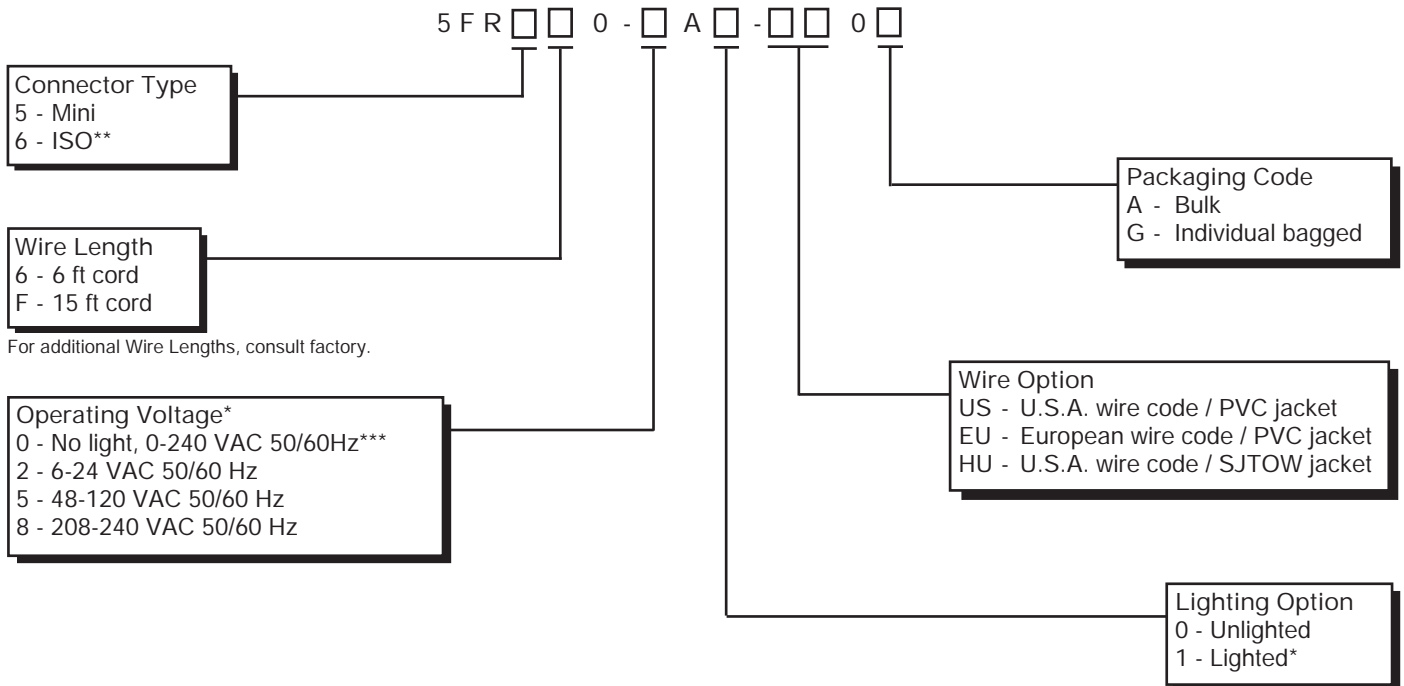 5 F R □ □ 0 - □ A □ - □ □ 0 □
Connector Type
5 - Mini
6 - ISO**
Packaging Code
A - Bulk
G - Individual bagged
Wire Length
6 - 6 ft cord
F - 15 ft cord
For additional Wire Lengths, consult factory.
Wire Option
US - U.S.A. wire code / PVC jacket
EU - European wire code / PVC jacket
HU - U.S.A. wire code / SJTOW jacket
Operating Voltage*
0 - No light, 0-240 VAC 50/60Hz***
2 - 6-24 VAC 50/60 Hz
5 - 48-120 VAC 50/60 Hz
8 - 208-240 VAC 50/60 Hz
Lighting Option
0 - Unlighted
1 - Lighted*